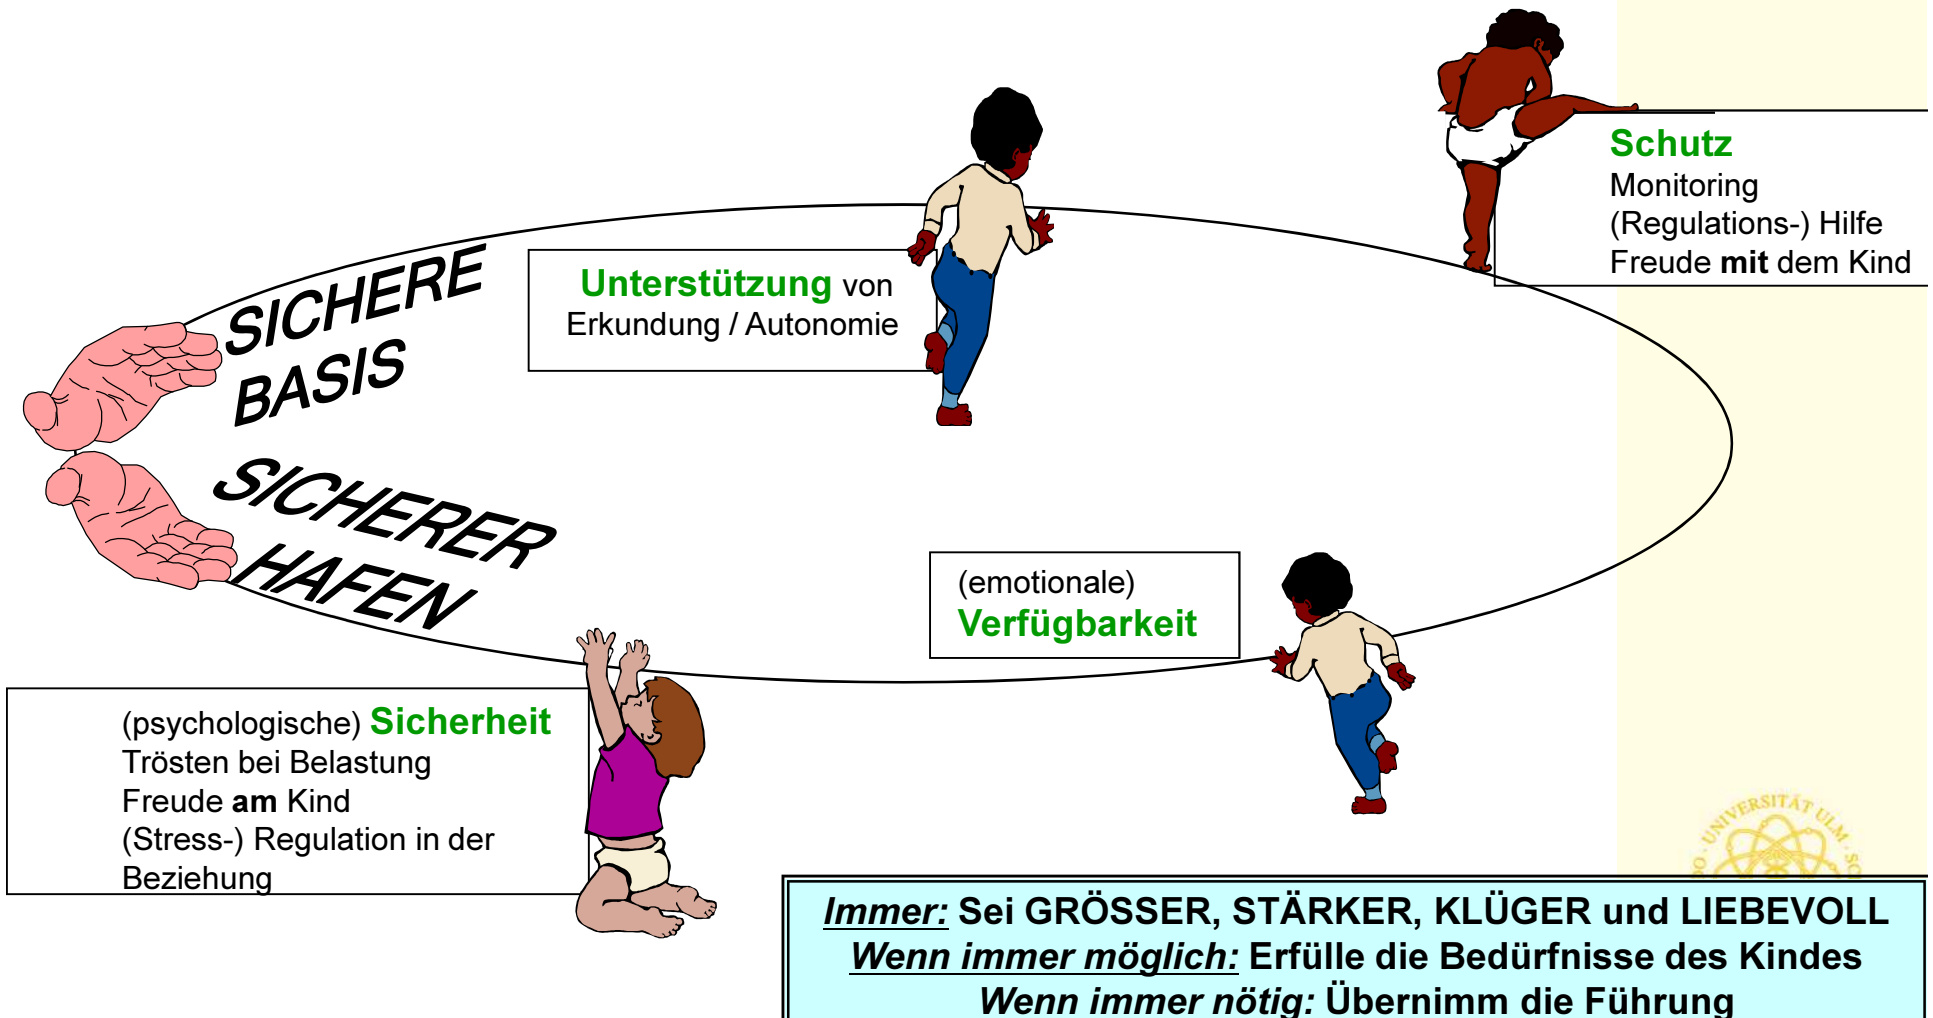 Schutz
Monitoring
(Regulations-) Hilfe
Freude mit dem Kind
SICHERE
BASIS
Unterstützung von
Erkundung / Autonomie
SICHERER
HAFEN
(emotionale)
Verfügbarkeit
(psychologische) Sicherheit
Trösten bei Belastung
Freude am Kind
(Stress-) Regulation in der
Beziehung
UNIVERSITÄT ULM
Immer: Sei GRÖSSER, STÄRKER, KLÜGER und LIEBEVOLL
Wenn immer möglich: Erfülle die Bedürfnisse des Kindes
Wenn immer nötig: Übernimm die Führung